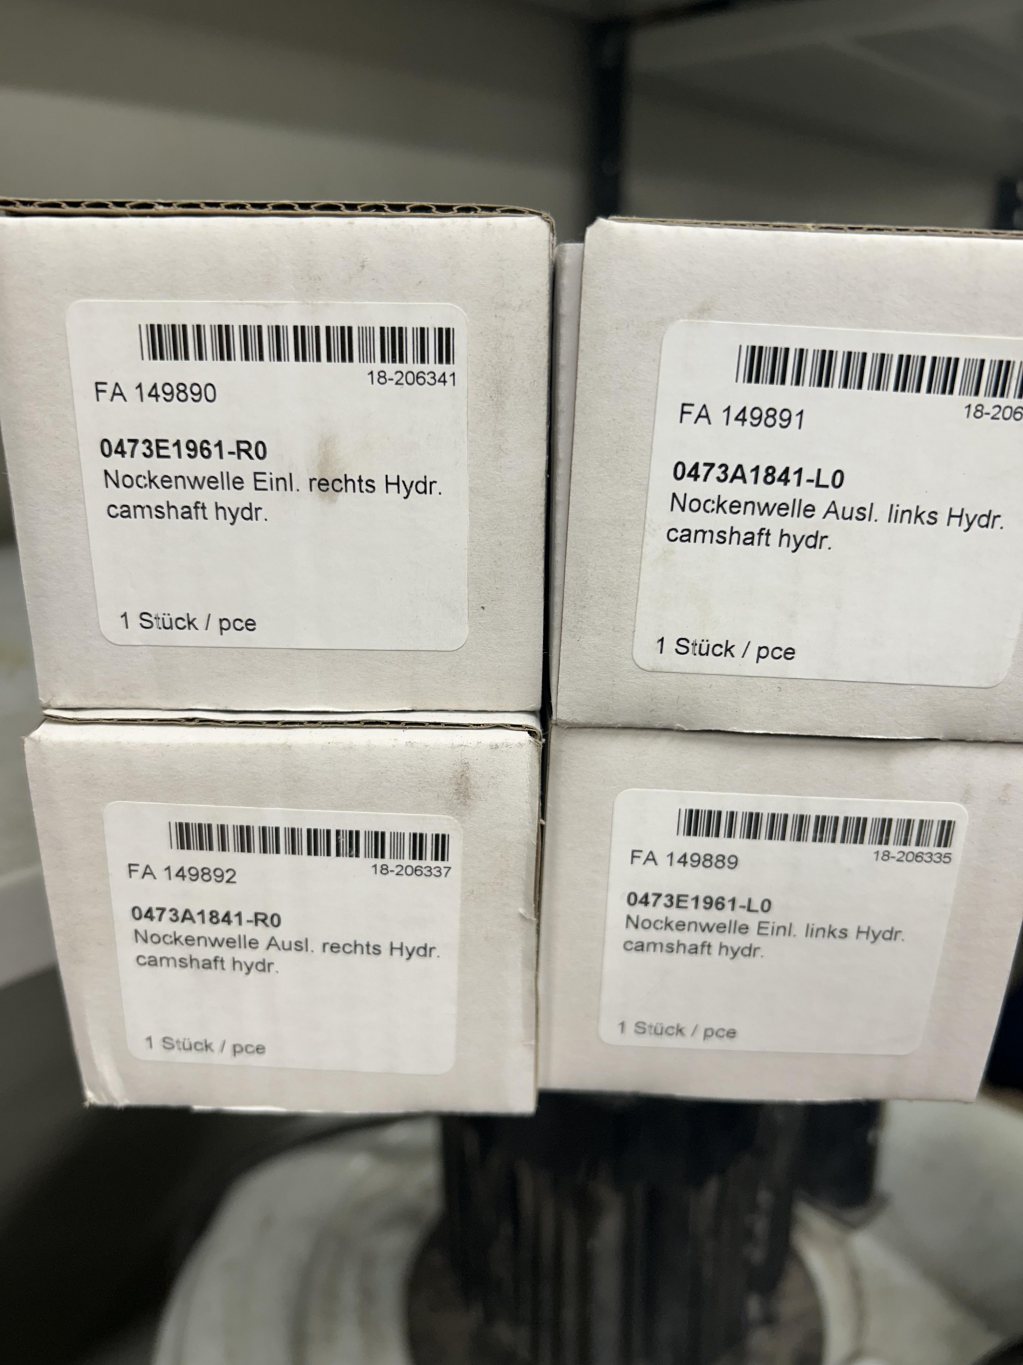 18-206341
FA 149890
0473E1961-R0
Nockenwelle Einl. rechts Hydr.
camshaft hydr.
1 Stück / pce
18-206
FA 149891
0473A1841-L0
Nockenwelle Ausl. links Hydr.
camshaft hydr.
1 Stück / pce
18-206337
FA 149892
0473A1841-R0
Nockenwelle Ausl. rechts Hydr.
camshaft hydr.
1 Stück / pce
18-206335
FA 149889
0473E1961-L0
Nockenwelle Einl. links Hydr.
camshaft hydr.
1 Stück / pce